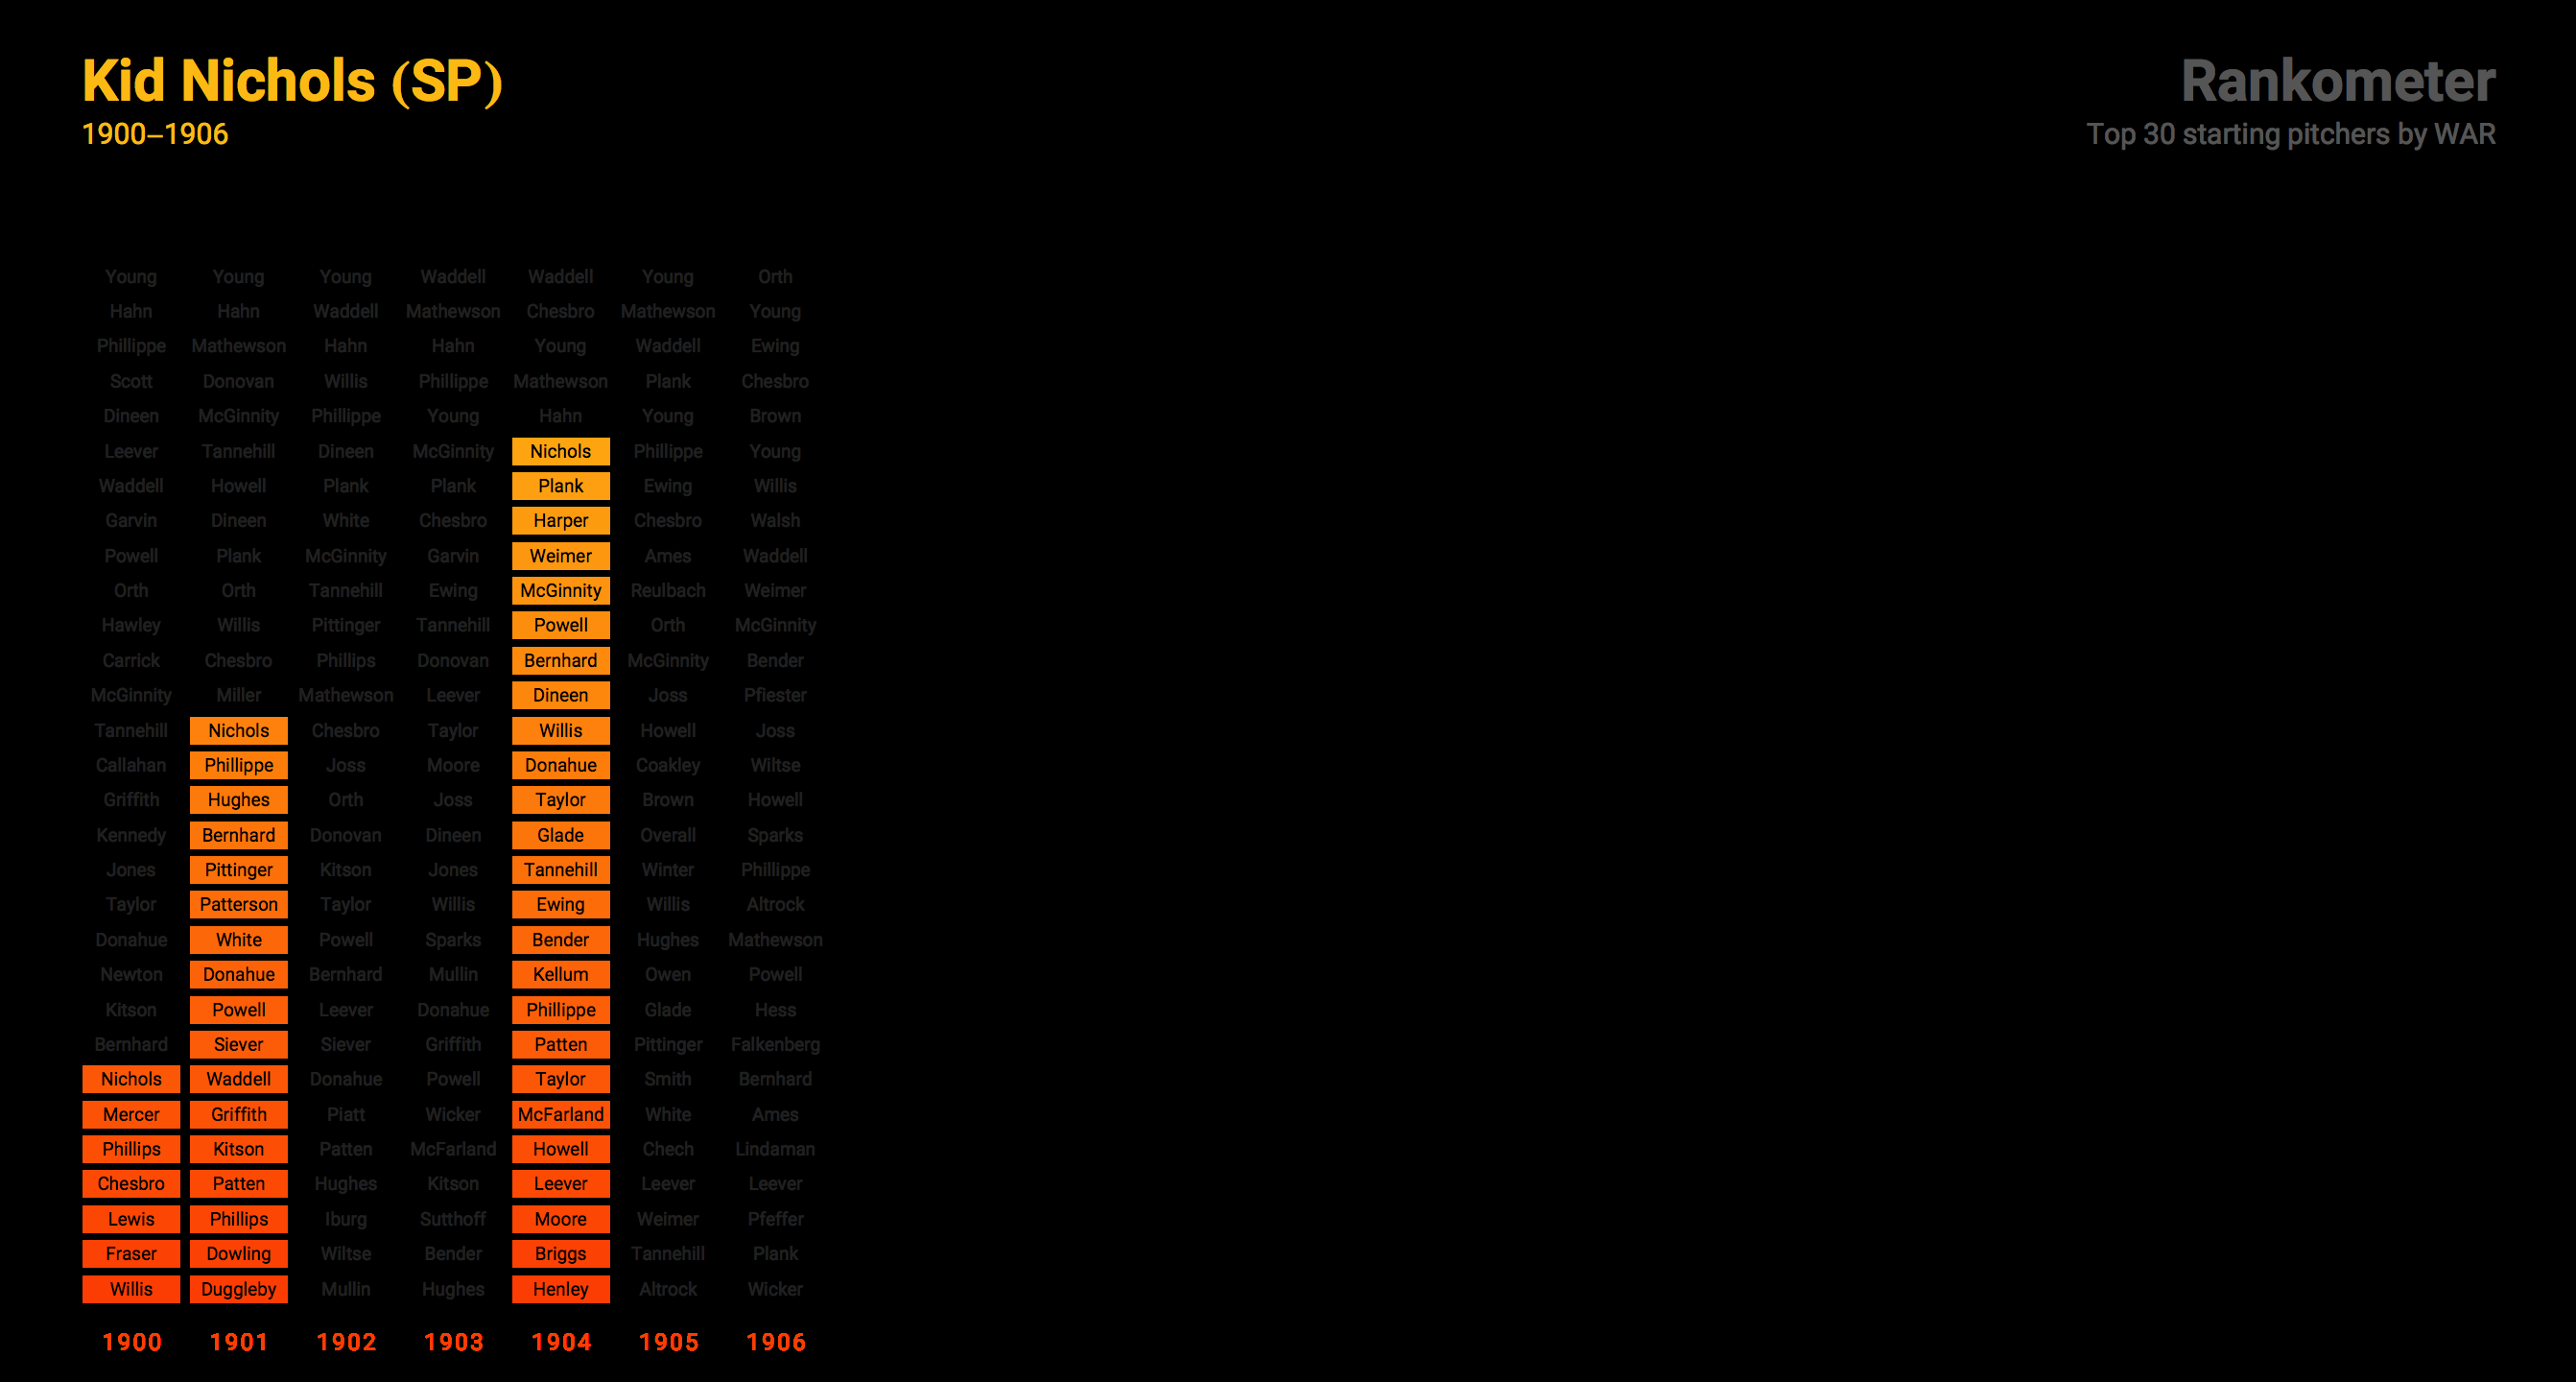 Kid Nichols (SP)
1900–1906
Rankometer
Top 30 starting pitchers by WAR
Young Young Young Waddell Waddell Young Orth
Hahn Hahn Waddell Mathewson Chesbro Mathewson Young
Phillippe Mathewson Hahn Hahn Young Waddell Ewing
Scott Donovan Willis Phillippe Mathewson Plank Chesbro
Dineen McGinnity Phillippe Young Hahn Young Brown
Leever Tannehill Dineen McGinnity Nichols Phillippe Young
Waddell Howell Plank Plank Plank Ewing Willis
Garvin Dineen White Chesbro Harper Chesbro Walsh
Powell Plank McGinnity Garvin Weimer Ames Waddell
Orth Orth Tannehill Ewing McGinnity Reulbach Weimer
Hawley Willis Pittinger Tannehill Powell Orth McGinnity
Carrick Chesbro Phillips Donovan Bernhard McGinnity Bender
McGinnity Miller Mathewson Leever Dineen Joss Pfiester
Tannehill Nichols Chesbro Taylor Willis Howell Joss
Callahan Phillippe Joss Moore Donahue Coakley Wiltse
Griffith Hughes Orth Joss Taylor Brown Howell
Kennedy Bernhard Donovan Dineen Glade Overall Sparks
Jones Pittinger Kitson Jones Tannehill Winter Phillippe
Taylor Patterson Taylor Willis Ewing Willis Altrock
Donahue White Powell Sparks Bender Hughes Mathewson
Newton Donahue Bernhard Mullin Kellum Owen Powell
Kitson Powell Leever Donahue Phillippe Glade Hess
Bernhard Siever Siever Griffith Patten Pittinger Falkenberg
Nichols Waddell Donahue Powell Taylor Smith Bernhard
Mercer Griffith Piatt Wicker McFarland White Ames
Phillips Kitson Patten McFarland Howell Chech Lindaman
Chesbro Patten Hughes Kitson Leever Leever Leever
Lewis Phillips Iburg Sutthoff Moore Weimer Pfeffer
Fraser Dowling Wiltse Bender Briggs Tannehill Plank
Willis Duggleby Mullin Hughes Henley Altrock Wicker
1900 1901 1902 1903 1904 1905 1906